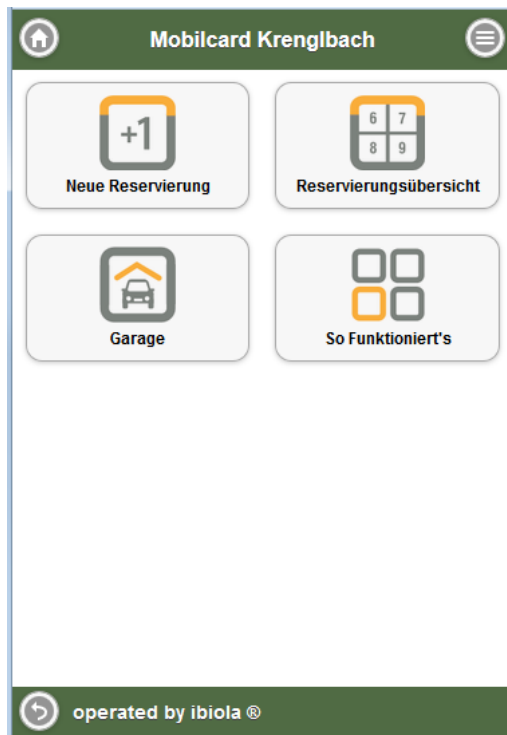 Mobilcard Krenglbach
+1
Neue Reservierung
6 7
8 9
Reservierungsübersicht
Garage
So Funktioniert's
operated by ibiola ®